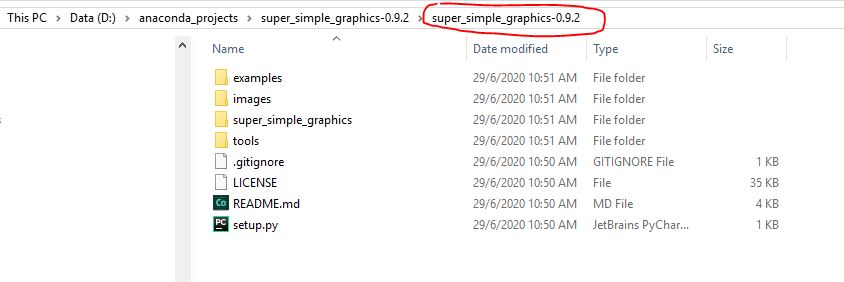 This PC > Data (D:) > anaconda_projects > super_simple_graphics-0.9.2 > super_simple_graphics-0.9.2
Name Date modified Type Size
examples 29/6/2020 10:51 AM File folder
images 29/6/2020 10:51 AM File folder
super_simple_graphics 29/6/2020 10:51 AM File folder
tools 29/6/2020 10:51 AM File folder
.gitignore 29/6/2020 10:50 AM GITIGNORE File 1 KB
LICENSE 29/6/2020 10:50 AM File 35 KB
Co README.md 29/6/2020 10:50 AM MD File 4 KB
PC setup.py 29/6/2020 10:50 AM JetBrains PyChar... 1 KB